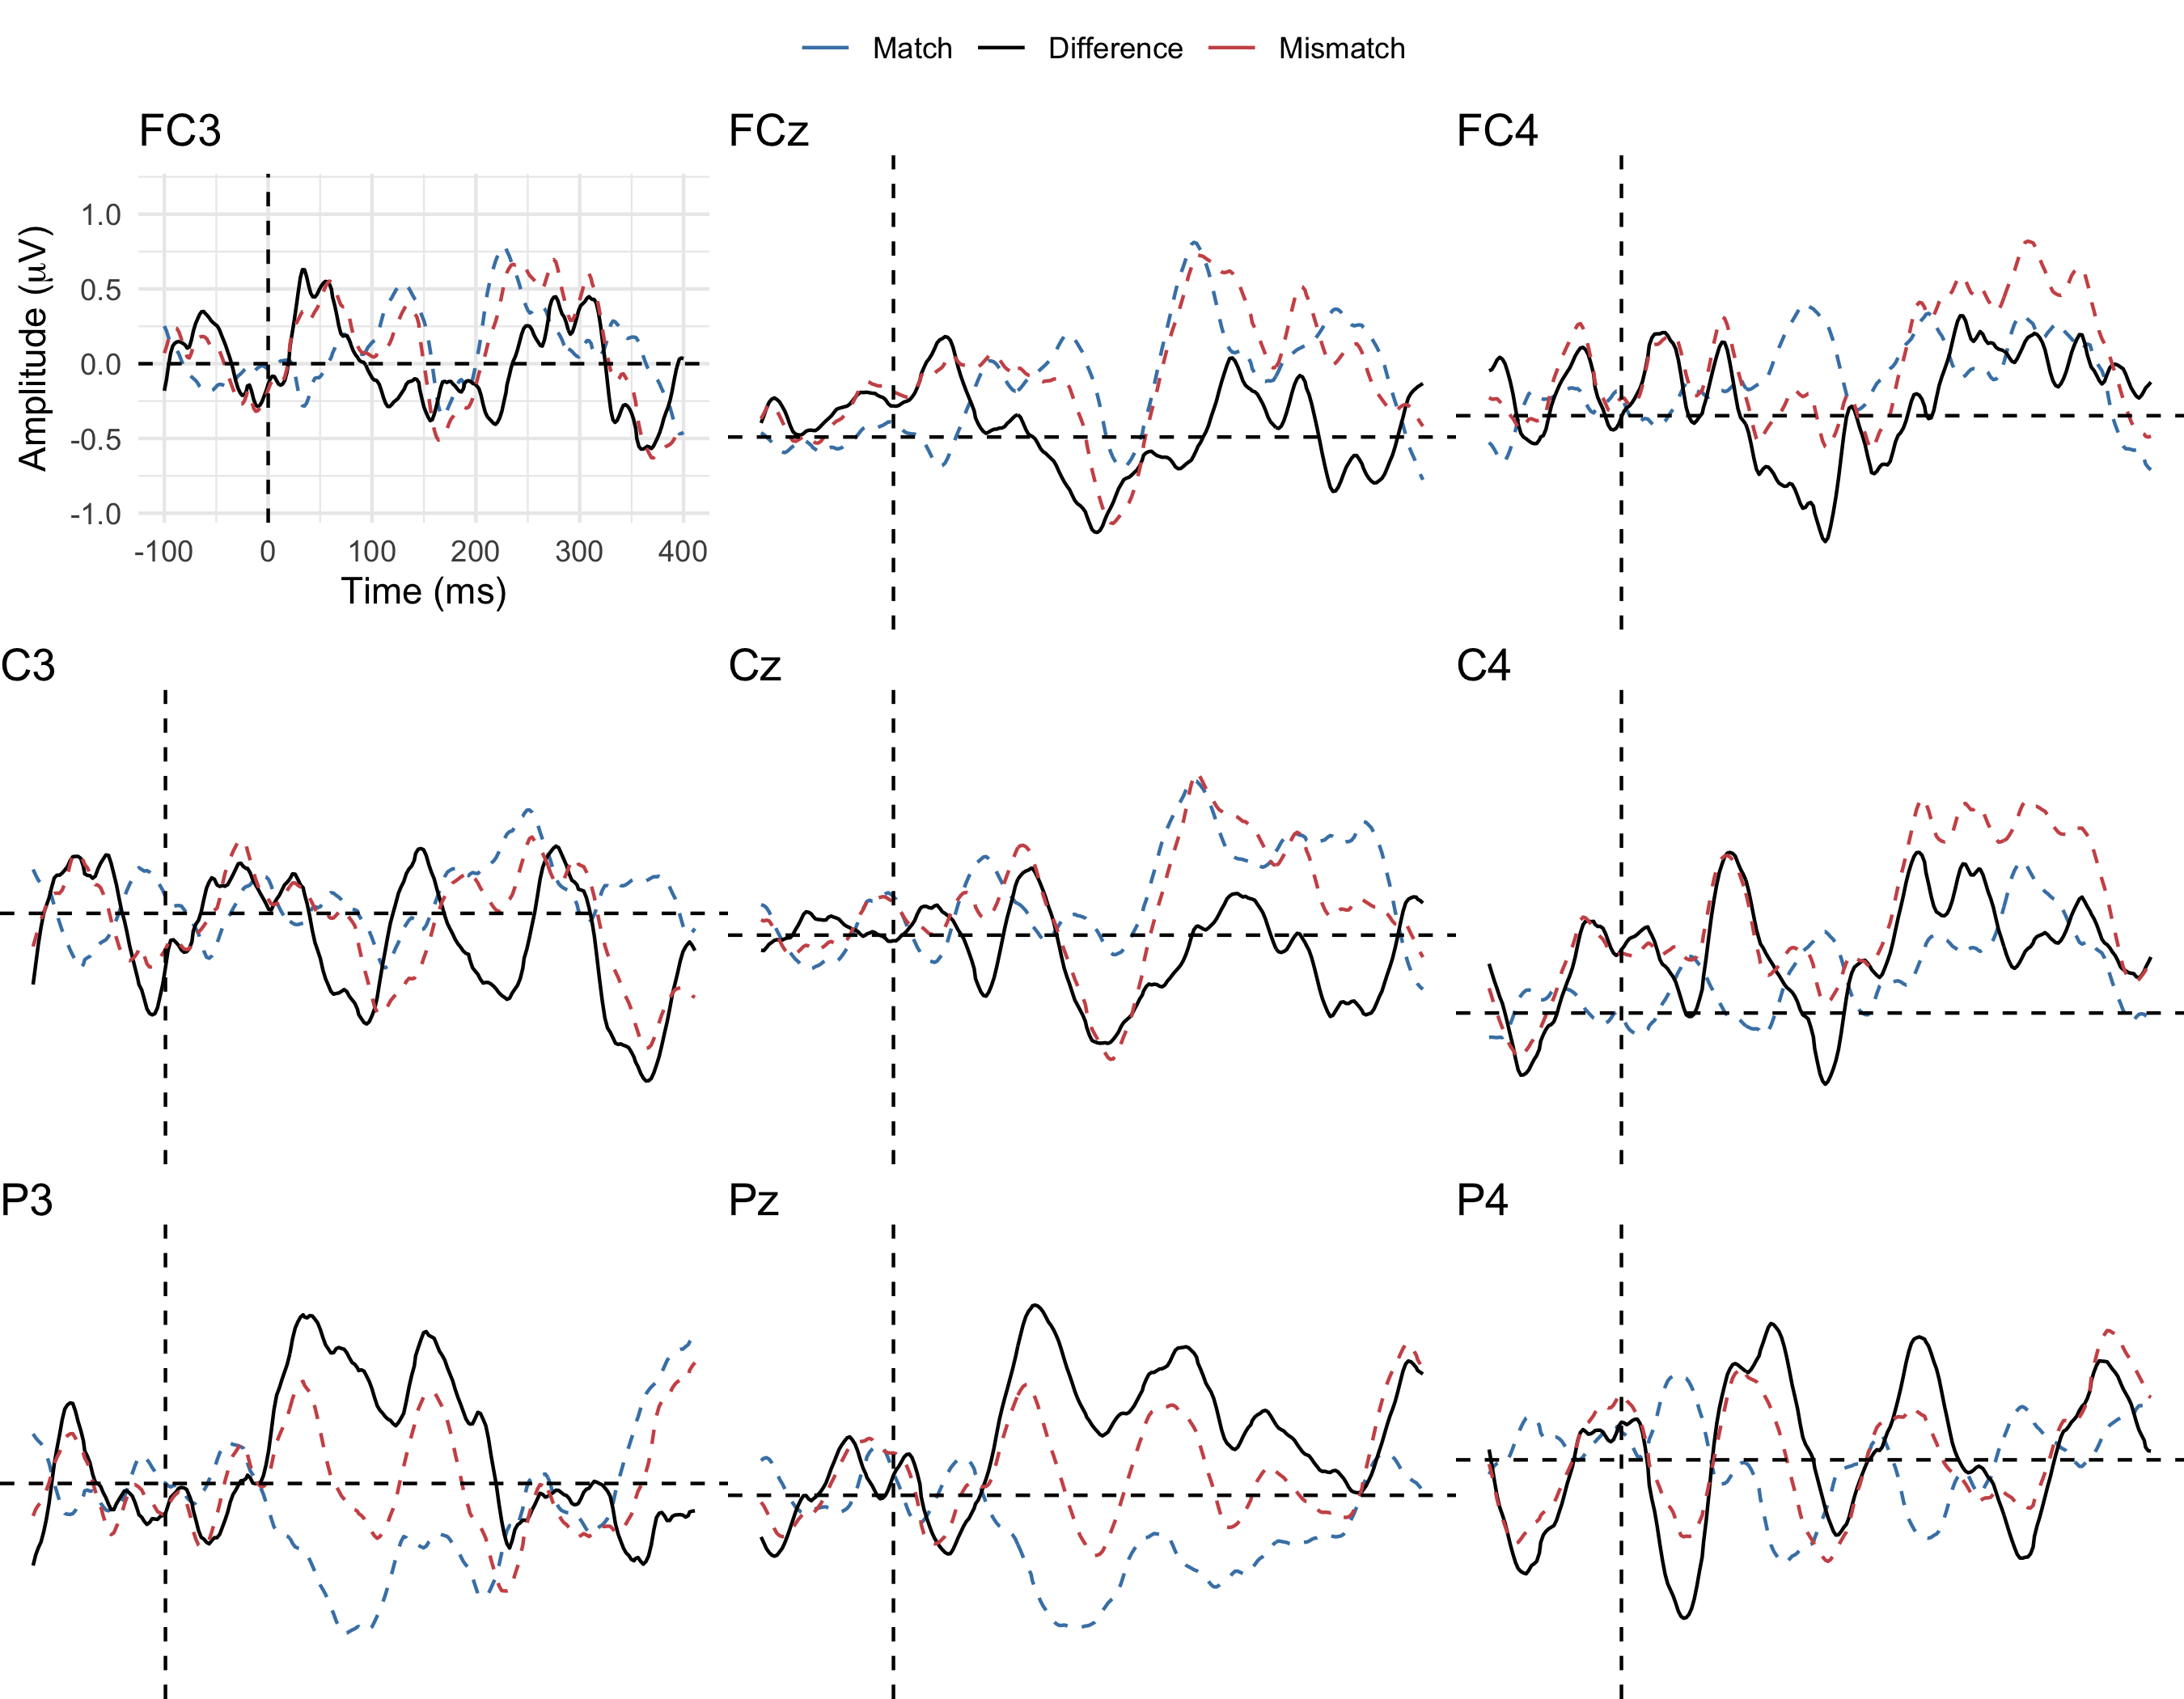 Match Difference Mismatch
FC3
FCz
FC4
Amplitude (μV)
1.0
0.5
0.0
-0.5
-1.0
-100 0 100 200 300 400
Time (ms)
C3
Cz
C4
P3
Pz
P4